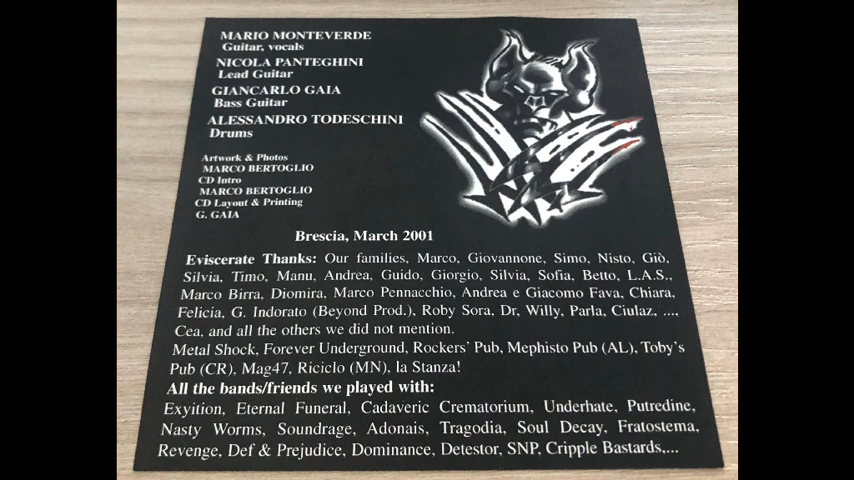 MARIO MONTEVERDE
Guitar, vocals
NICOLA PANTEGHINI
Lead Guitar
GIANCARLO GAIA
Bass Guitar
ALESSANDRO TODESCHINI
Drums
Artwork & Photos
MARCO BERTOGLIO
CD Intro
MARCO BERTOGLIO
CD Layout & Printing
G. GAIA
Brescia, March 2001
Eviscerate Thanks: Our families, Marco, Giovannone, Simo, Nisto, Giò,
Silvia, Timo, Manu, Andrea, Guido, Giorgio, Silvia, Sofia, Betto, L.A.S.,
Marco Birra, Diomira, Marco Pennacchio, Andrea e Giacomo Fava, Chiara,
Felicia, G. Indorato (Beyond Prod.), Roby Sora, Dr, Willy, Parla, Ciulaz, ...,
Cea, and all the others we did not mention.
Metal Shock, Forever Underground, Rockers' Pub, Mephisto Pub (AL), Toby's
Pub (CR), Mag47, Riciclo (MN), la Stanza!
All the bands/friends we played with:
Exyition, Eternal Funeral, Cadaveric Crematorium, Underhate, Putredine,
Nasty Worms, Soundrage, Adonais, Tragodia, Soul Decay, Fratostema,
Revenge, Def & Prejudice, Dominance, Detestor, SNP, Cripple Bastards,...